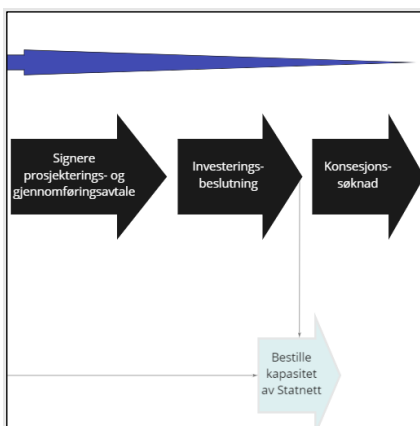 Signere
prosjekterings- og
gjennomføringsavtale
Investerings-
beslutning
Konsesjons-
søknad
Bestille
kapasitet
av Statnett